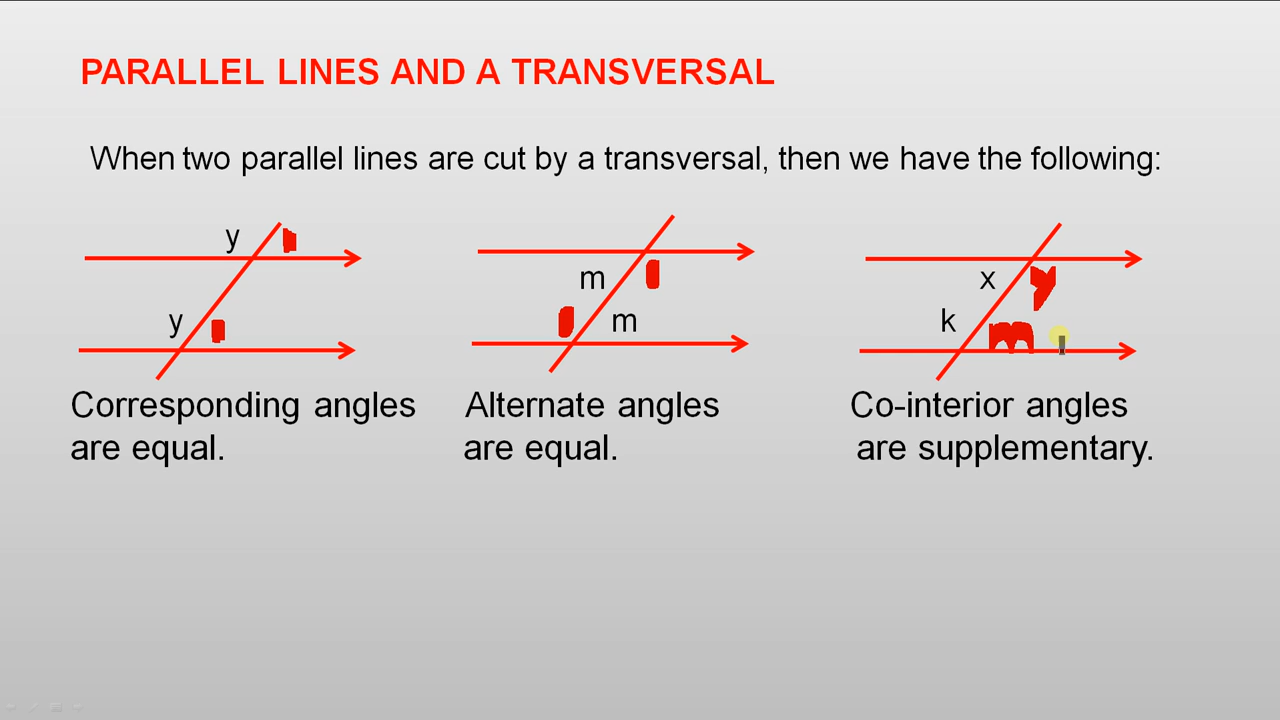 PARALLEL LINES AND A TRANSVERSAL
When two parallel lines are cut by a transversal, then we have the following:
y
y
Corresponding angles
are equal.
m
m
Alternate angles
are equal.
x
y
k
m
Co-interior angles
are supplementary.